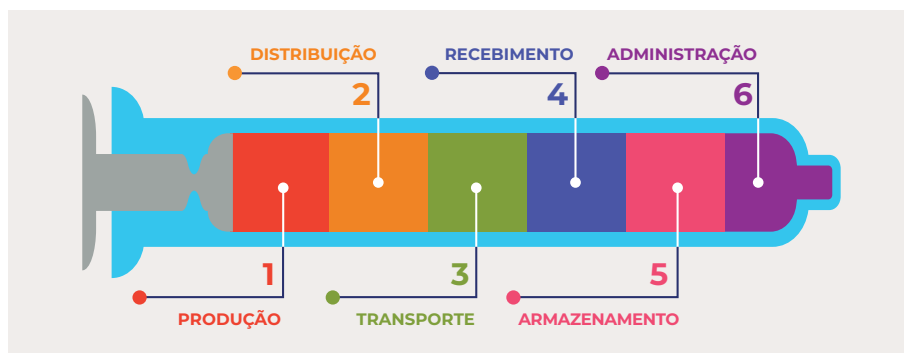 DISTRIBUIÇÃO
2
RECEBIMENTO
4
ADMINISTRAÇÃO
6
1
PRODUÇÃO
3
TRANSPORTE
5
ARMAZENAMENTO